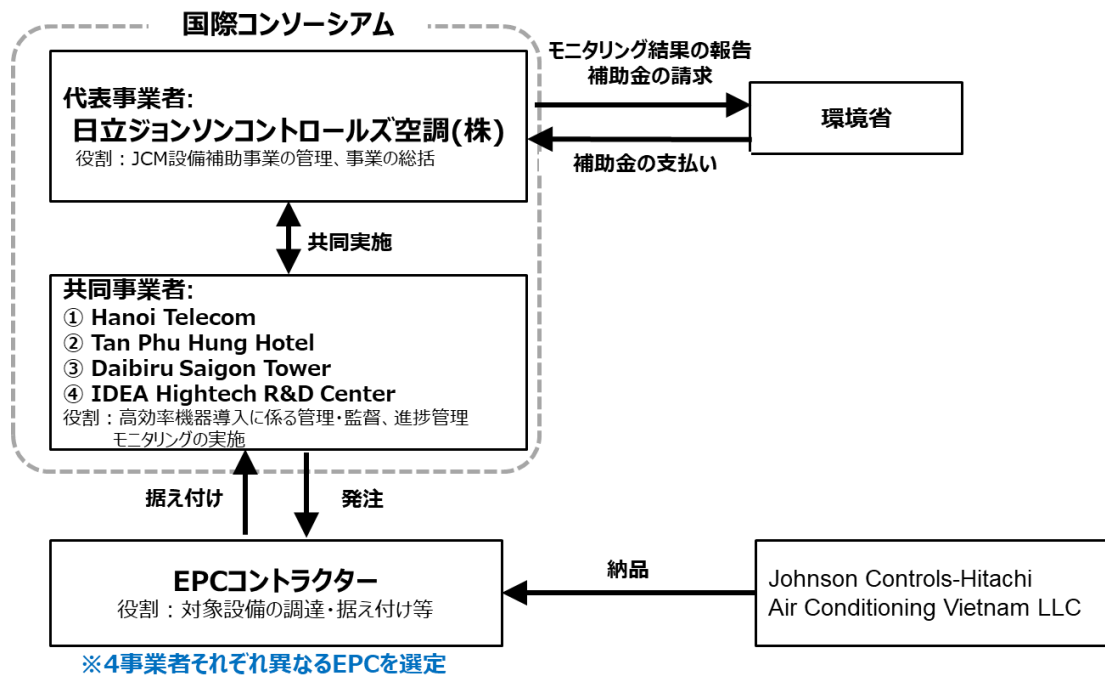 国際コンソーシアム
代表事業者:
日立ジョンソンコントロールズ空調(株)
役割：JCM設備補助事業の管理、事業の総括
モニタリング結果の報告
補助金の請求
環境省
補助金の支払い
共同実施
共同事業者:
① Hanoi Telecom
② Tan Phu Hung Hotel
③ Daibiru Saigon Tower
④ IDEA Hightech R&D Center
役割：高効率機器導入に係る管理・監督、進捗管理
モニタリングの実施
据え付け
発注
EPCコントラクター
役割：対象設備の調達・据え付け等
納品
Johnson Controls-Hitachi
Air Conditioning Vietnam LLC
※4事業者それぞれ異なるEPCを選定